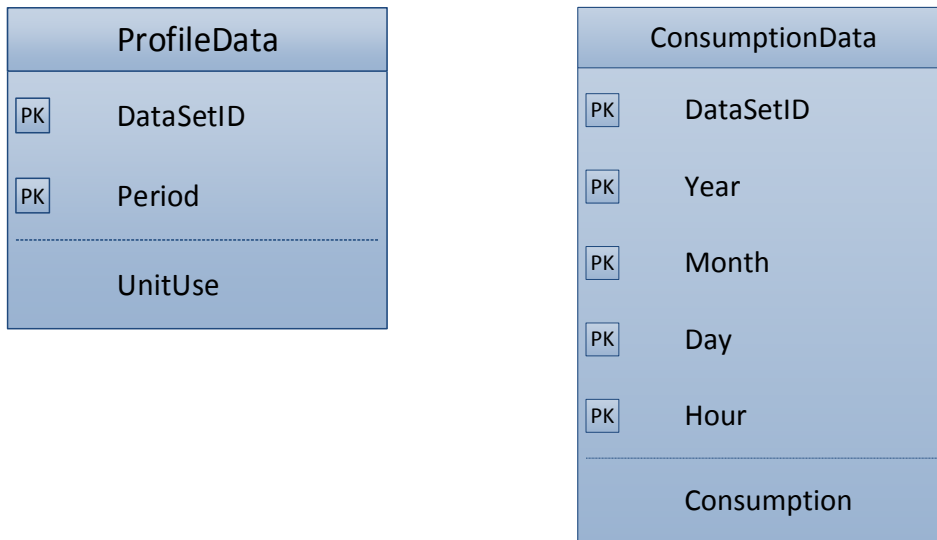 ProfileData
PK DataSetID
PK Period
UnitUse
ConsumptionData
PK DataSetID
PK Year
PK Month
PK Day
PK Hour
Consumption